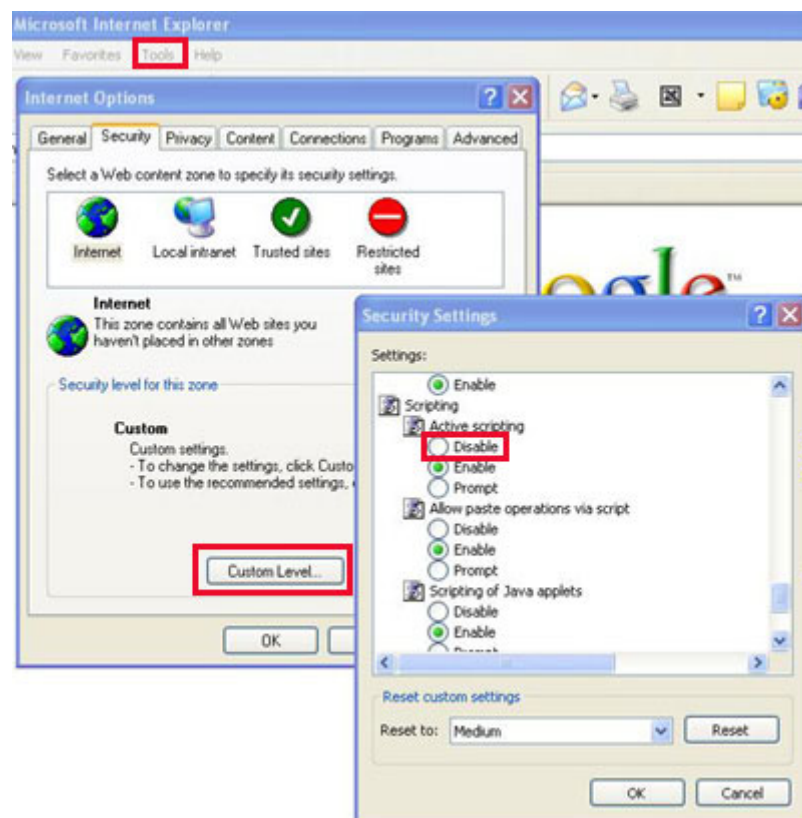 Microsoft Internet Explorer
View Favorites Tools Help
Internet Options
General Security Privacy Content Connections Programs Advanced
Select a Web content zone to specify its security settings.
Internet Local intranet Trusted sites Restricted sites
Internet
This zone contains all Web sites you
haven't placed in other zones
Security level for this zone
Custom
Custom settings.
- To change the settings, click Custo
- To use the recommended settings,
Custom Level...
OK
ogle™
Security Settings
Settings:
Enable
Scripting
Active scripting
Disable
Enable
Prompt
Allow paste operations via script
Disable
Enable
Prompt
Scripting of Java applets
Disable
Enable
Reset custom settings
Reset to: Medium Reset
OK Cancel